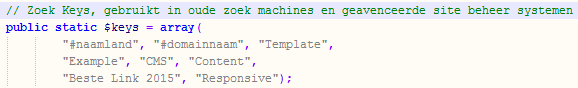 // Zoek Keys, gebruikt in oude zoek machines en geavenceerde site beheer systemen
public static $keys = array(
"#naamland", "#domainnaam", "Template",
"Example", "CMS", "Content",
"Beste Link 2015", "Responsive");